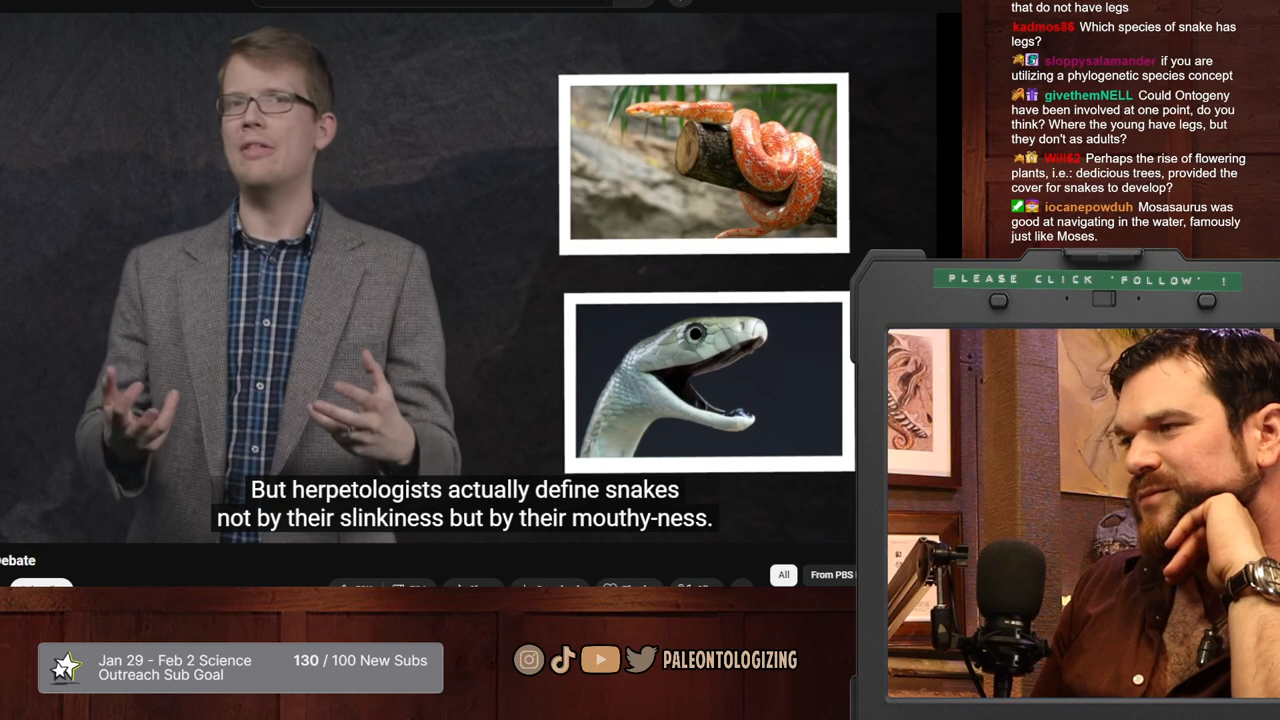 that do not have legs
kadmos86 Which species of snake has
legs?
sloppysalamander if you are
utilizing a phylogenetic species concept
givethemNELL Could Ontogeny
have been involved at one point, do you
think? Where the young have legs, but
they don't as adults?
Will62 Perhaps the rise of flowering
plants, i.e.: dedicious trees, provided the
cover for snakes to develop?
iocanepowduh Mosasaurus was
good at navigating in the water, famously
just like Moses.
PLEASE CLICK 'FOLLOW' !
But herpetologists actually define snakes
not by their slinkiness but by their mouthy-ness.
Debate
All From PBS
Jan 29 - Feb 2 Science 130 / 100 New Subs
Outreach Sub Goal
PALEONTOLOGIZING